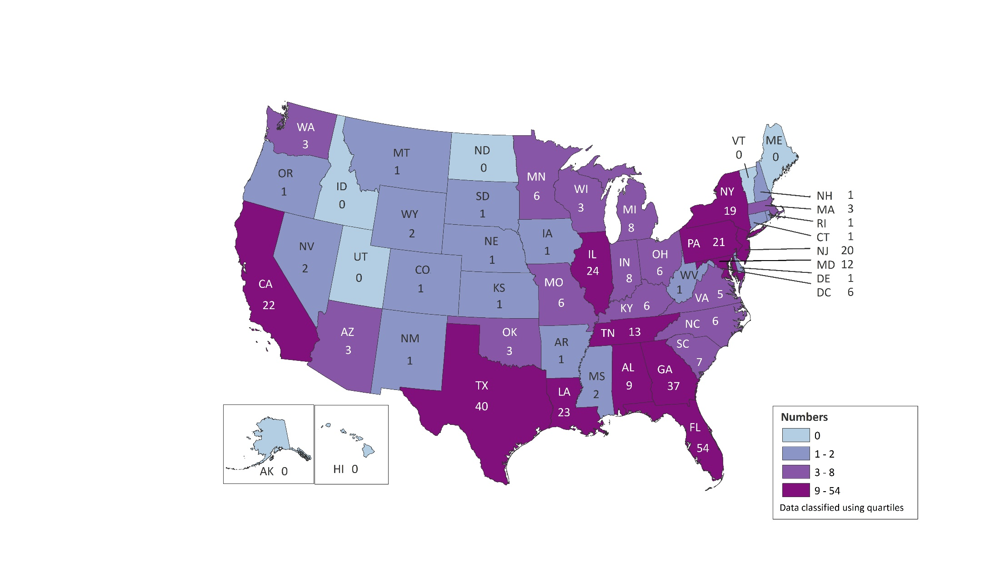 WA
3
MT
1
ND
0
VT
0
ME
0
OR
1
ID
0
MN
6
WI
3
SD
1
WY
2
MI
8
NY
19
NH 1
MA 3
RI 1
CT 1
NJ 20
MD 12
DE 1
DC 6
NV
2
UT
0
NE
1
IA
1
IL
24
IN
8
OH
6
PA 21
CO
1
KS
1
MO
6
WV
1
VA 5
KY 6
CA
22
AZ
3
NM
1
OK
3
AR
1
TN 13
NC 6
SC
7
TX
40
LA
23
MS
2
AL
9
GA
37
FL
54
AK 0
HI 0
Numbers
0
1 - 2
3 - 8
9 - 54
Data classified using quartiles